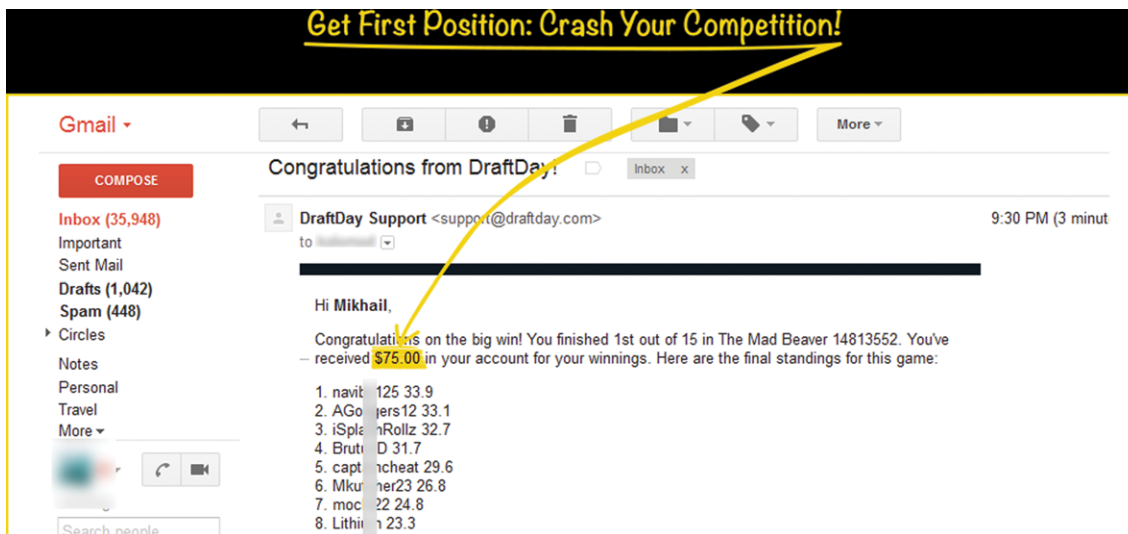 Get First Position: Crash Your Competition!
Gmail
More
COMPOSE
Congratulations from DraftDay!
Inbox x
Inbox (35,948)
Important
Sent Mail
Drafts (1,042)
Spam (448)
Circles
Notes
Personal
Travel
More
Search people
DraftDay Support <support@draftday.com>
9:30 PM (3 minut
to
Hi Mikhail,
Congratulations on the big win! You finished 1st out of 15 in The Mad Beaver 14813552. You've
received $75.00 in your account for your winnings. Here are the final standings for this game:
1. 33.9
2. 33.1
3. 32.7
4. 31.7
5. 29.6
6. 26.8
7. 24.8
8. 23.3